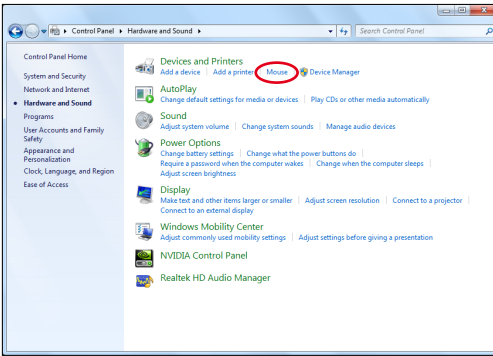 Control Panel Hardware and Sound Search Control Panel
Control Panel Home
System and Security
Network and Internet
Hardware and Sound
Programs
User Accounts and Family
Safety
Appearance and
Personalization
Clock, Language, and Region
Ease of Access
Devices and Printers
Add a device Add a printer Mouse Device Manager
AutoPlay
Change default settings for media or devices Play CDs or other media automatically
Sound
Adjust system volume Change system sounds Manage audio devices
Power Options
Change battery settings Change what the power buttons do
Require a password when the computer wakes Change when the computer sleeps
Adjust screen brightness
Display
Make text and other items larger or smaller Adjust screen resolution Connect to a projector
Connect to an external display
Windows Mobility Center
Adjust commonly used mobility settings Adjust settings before giving a presentation
NVIDIA Control Panel
Realtek HD Audio Manager